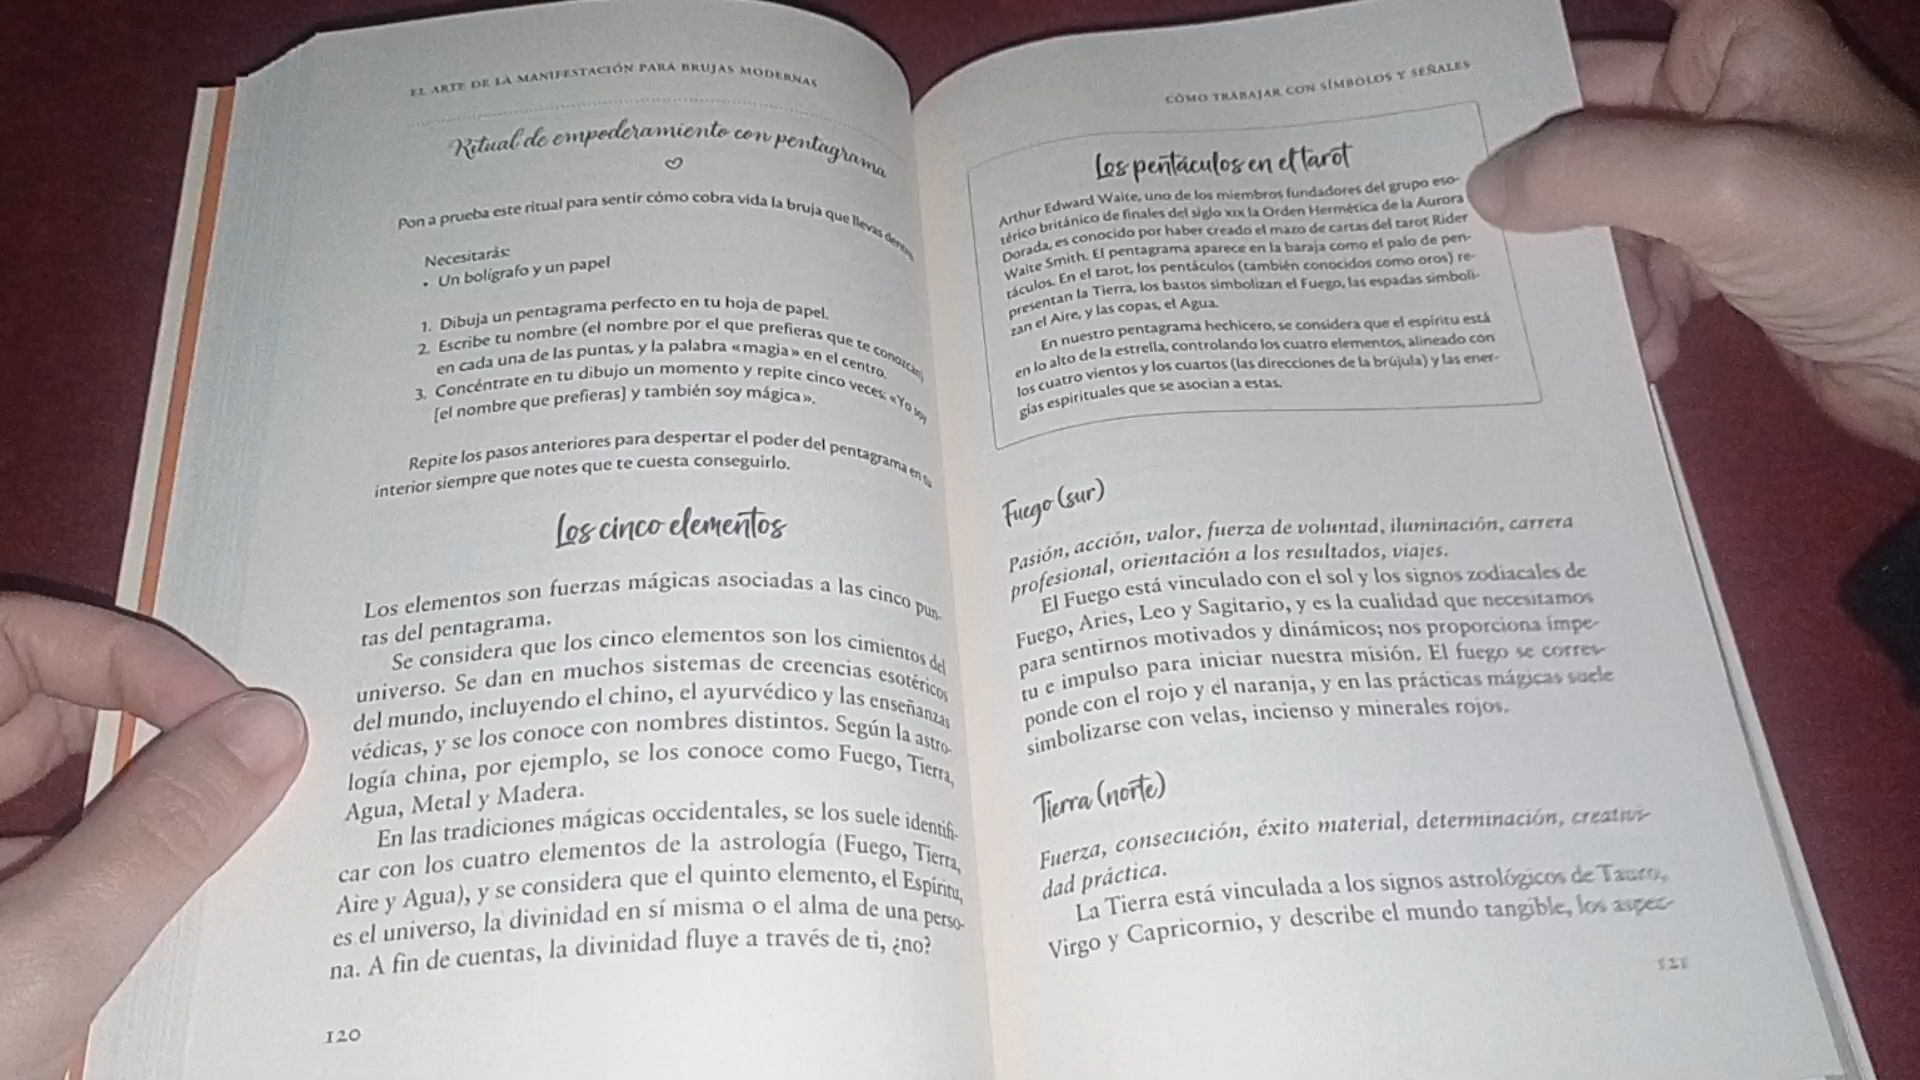 EL ARTE DE LA MANIFESTACIÓN PARA BRUJAS MODERNAS
Ritual de empoderamiento con pentagrama
Pon a prueba este ritual para sentir cómo cobra vida la bruja que llevas dentro.
Necesitarás:
• Un bolígrafo y un papel
1. Dibuja un pentagrama perfecto en tu hoja de papel.
2. Escribe tu nombre (el nombre por el que prefieras que te conozcan)
en cada una de las puntas, y la palabra «magia» en el centro.
3. Concéntrate en tu dibujo un momento y repite cinco veces: «Yo soy
[el nombre que prefieras] y también soy mágica».
Repite los pasos anteriores para despertar el poder del pentagrama en tu
interior siempre que notes que te cuesta conseguirlo.
Los cinco elementos
Los elementos son fuerzas mágicas asociadas a las cinco pun-
tas del pentagrama.
Se considera que los cinco elementos son los cimientos del
universo. Se dan en muchos sistemas de creencias esotéricos
del mundo, incluyendo el chino, el ayurvédico y las enseñanzas
védicas, y se los conoce con nombres distintos. Según la astro-
logía china, por ejemplo, se los conoce como Fuego, Tierra,
Agua, Metal y Madera.
En las tradiciones mágicas occidentales, se los suele identifi-
car con los cuatro elementos de la astrología (Fuego, Tierra,
Aire y Agua), y se considera que el quinto elemento, el Espíritu,
es el universo, la divinidad en sí misma o el alma de una perso-
na. A fin de cuentas, la divinidad fluye a través de ti, ¿no?
120
CÓMO TRABAJAR CON SÍMBOLOS Y SEÑALES
Los pentáculos en el tarot
Arthur Edward Waite, uno de los miembros fundadores del grupo eso-
térico británico de finales del siglo XIX la Orden Hermética de la Aurora
Dorada, es conocido por haber creado el mazo de cartas del tarot Rider
Waite Smith. El pentagrama aparece en la baraja como el palo de pen-
táculos. En el tarot, los pentáculos (también conocidos como oros) re-
presentan la Tierra, los bastos simbolizan el Fuego, las espadas simboli-
zan el Aire, y las copas, el Agua.
En nuestro pentagrama hechicero, se considera que el espíritu está
en lo alto de la estrella, controlando los cuatro elementos, alineado con
los cuatro vientos y los cuartos (las direcciones de la brújula) y las ener-
gías espirituales que se asocian a estas.
Fuego (sur)
Pasión, acción, valor, fuerza de voluntad, iluminación, carrera
profesional, orientación a los resultados, viajes.
El Fuego está vinculado con el sol y los signos zodiacales de
Fuego, Aries, Leo y Sagitario, y es la cualidad que necesitamos
para sentirnos motivados y dinámicos; nos proporciona ímpe-
tu e impulso para iniciar nuestra misión. El fuego se corres-
ponde con el rojo y el naranja, y en las prácticas mágicas suele
simbolizarse con velas, incienso y minerales rojos.
Tierra (norte)
Fuerza, consecución, éxito material, determinación, creativi-
dad práctica.
La Tierra está vinculada a los signos astrológicos de Tauro,
Virgo y Capricornio, y describe el mundo tangible, los aspec-
121